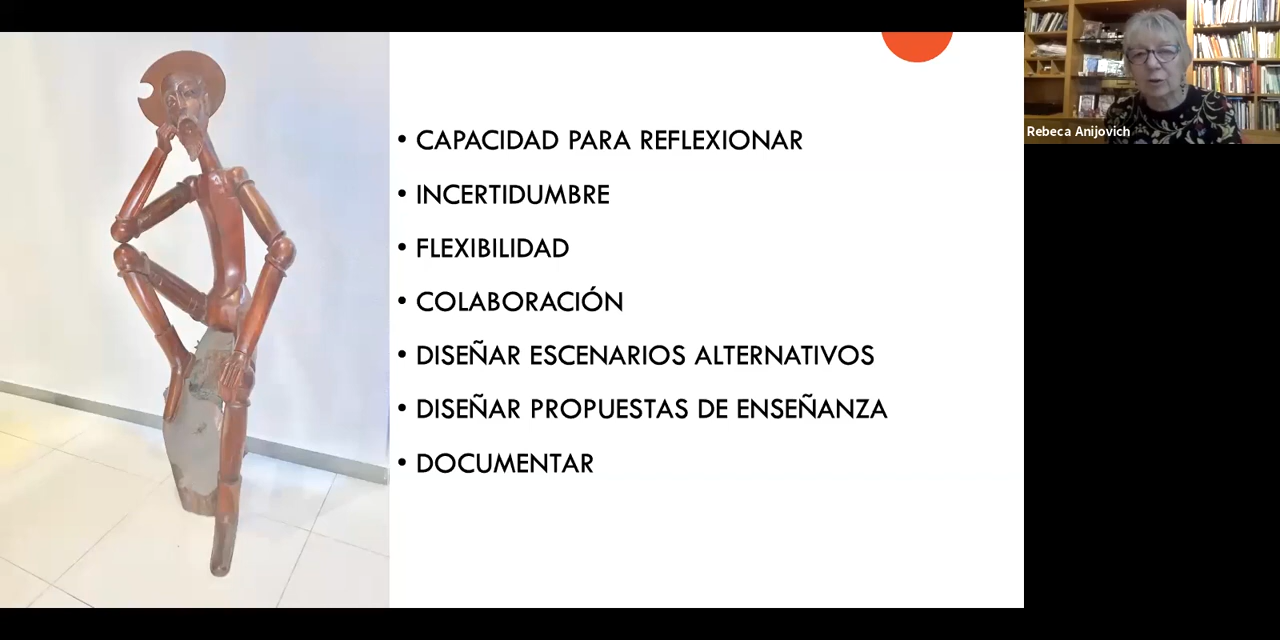 • CAPACIDAD PARA REFLEXIONAR
• INCERTIDUMBRE
• FLEXIBILIDAD
• COLABORACIÓN
• DISEÑAR ESCENARIOS ALTERNATIVOS
• DISEÑAR PROPUESTAS DE ENSEÑANZA
• DOCUMENTAR
Rebeca Anijovich